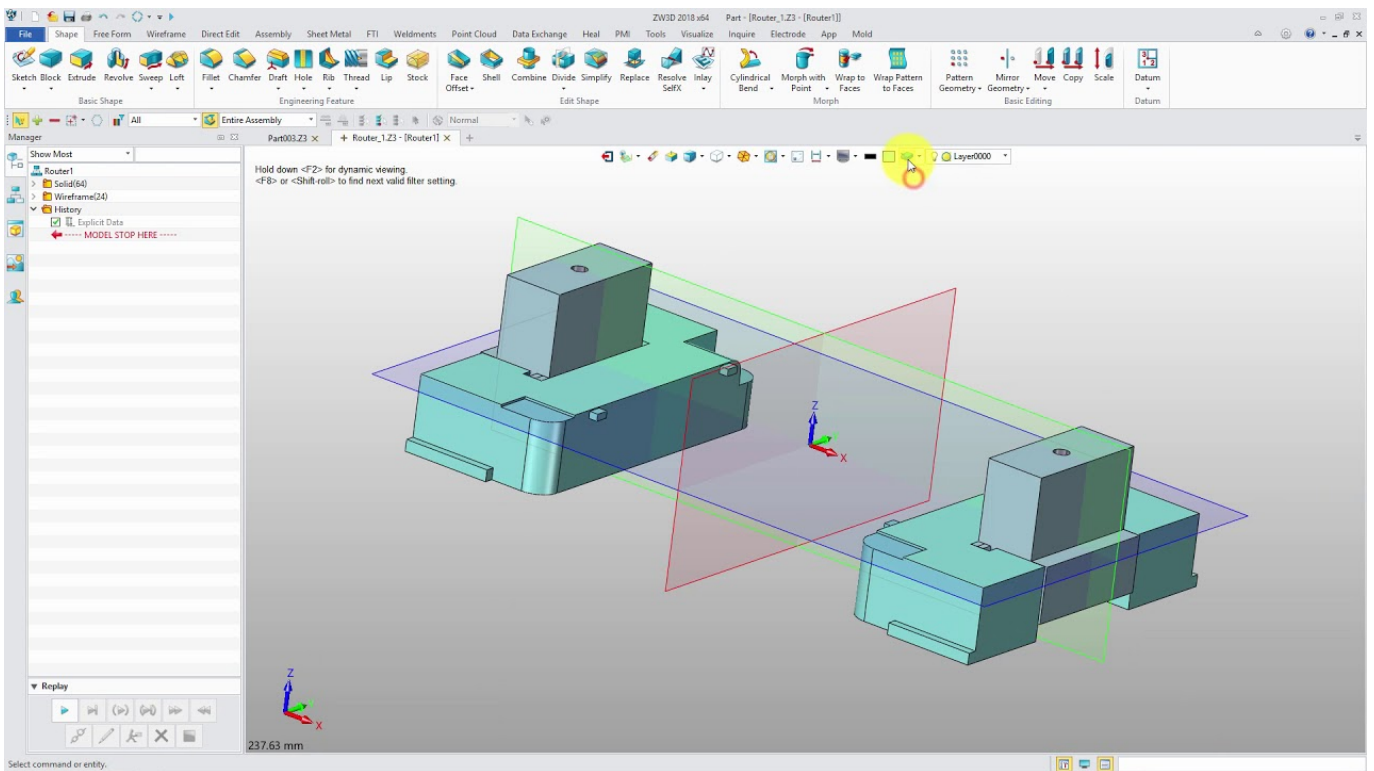 ZW3D 2018 x64 Part - [Router_1.Z3 - [Router1]]
File Shape Free Form Wireframe Direct Edit Assembly Sheet Metal FTI Weldments Point Cloud Data Exchange Heal PMI Tools Visualize Inquire Electrode App Mold
Sketch Block Extrude Revolve Sweep Loft Fillet Chamfer Draft Hole Rib Thread Lip Stock Face Offset Shell Combine Divide Simplify Replace Resolve SelfX Inlay Cylindrical Bend Morph with Point Wrap to Faces Wrap Pattern to Faces Pattern Geometry Mirror Geometry Move Copy Scale Datum
Basic Shape Engineering Feature Edit Shape Morph Basic Editing Datum
All Entire Assembly Normal
Manager Part003.Z3 Router_1.Z3 - [Router1]
Show Most
Layer0000
Router1
Solid(64)
Wireframe(24)
History
Explicit Data
----- MODEL STOP HERE -----
Hold down <F2> for dynamic viewing.
<F8> or <Shift-roll> to find next valid filter setting.
Z
X
Replay
Z
X
237.63 mm
Select command or entity.